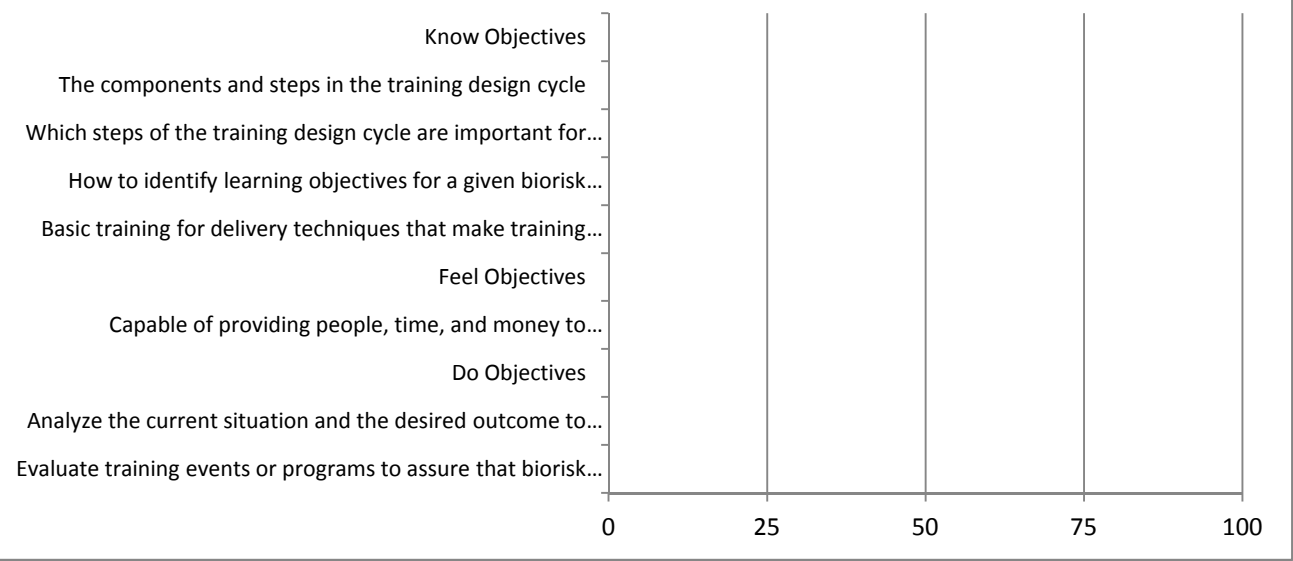 Know Objectives
The components and steps in the training design cycle
Which steps of the training design cycle are important for…
How to identify learning objectives for a given biorisk…
Basic training for delivery techniques that make training…
Feel Objectives
Capable of providing people, time, and money to…
Do Objectives
Analyze the current situation and the desired outcome to…
Evaluate training events or programs to assure that biorisk…
0 25 50 75 100